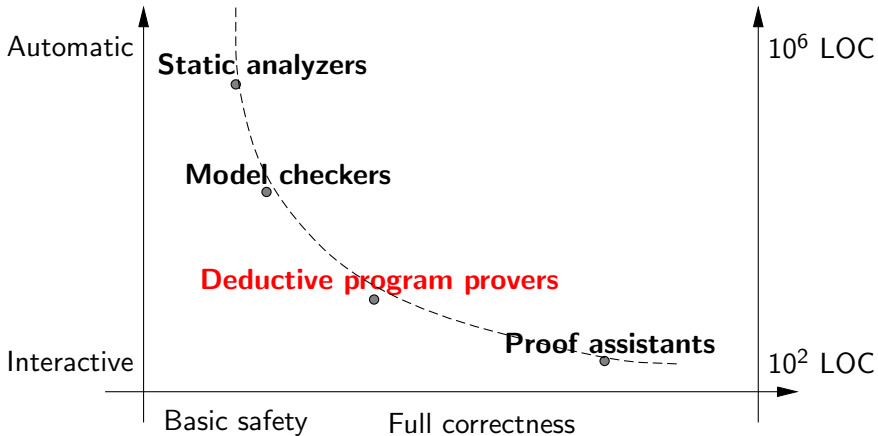 Automatic
10⁶ LOC
Static analyzers
Model checkers
Deductive program provers
Proof assistants
Interactive
10² LOC
Basic safety
Full correctness